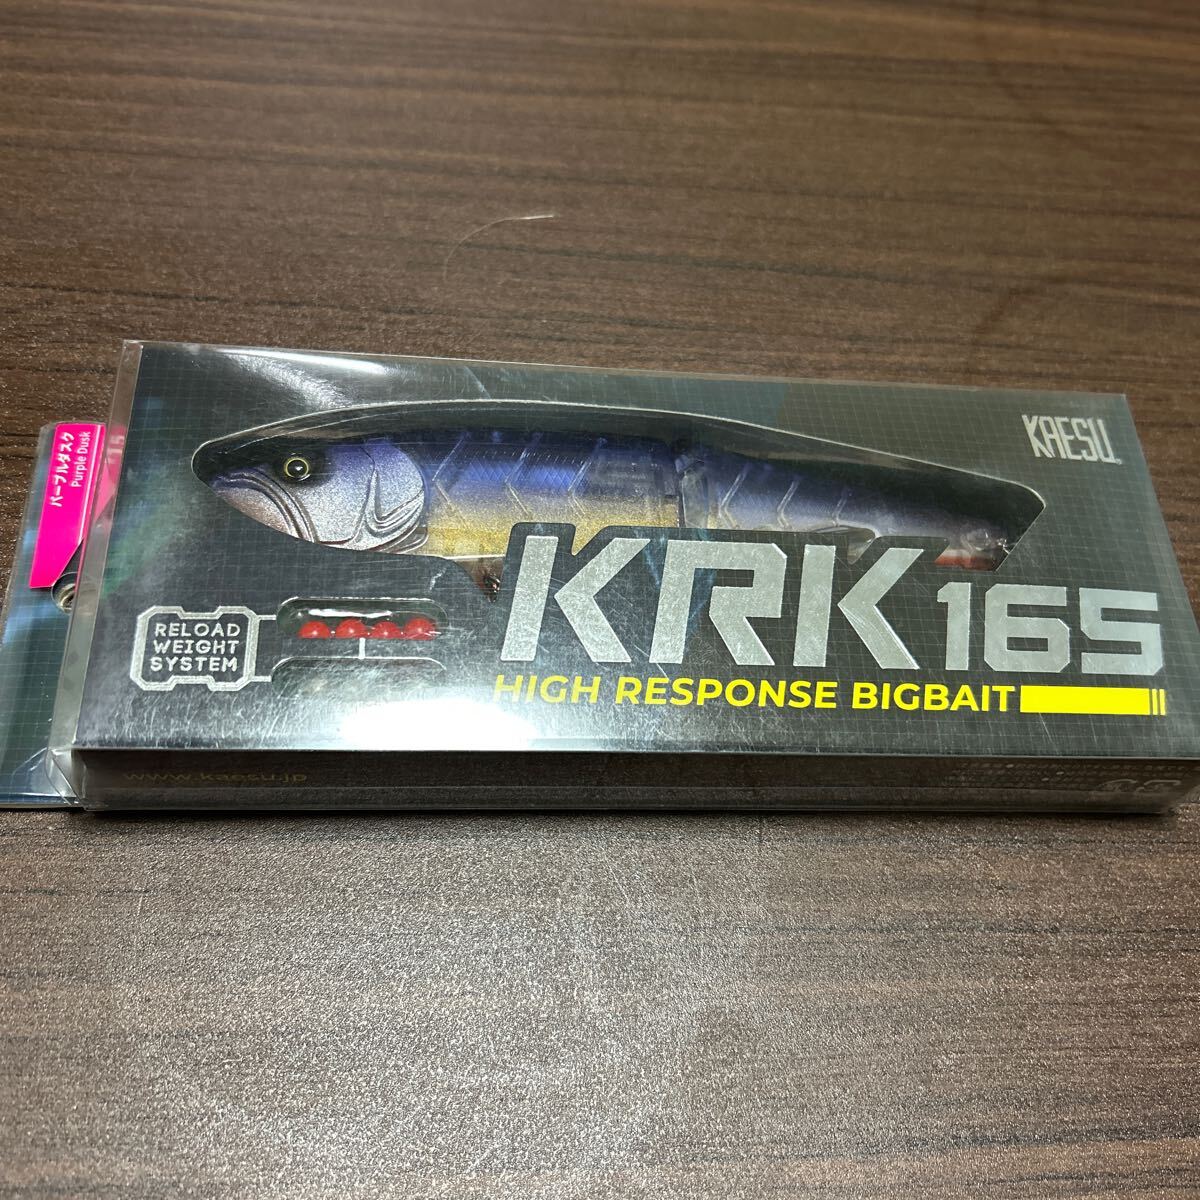 パープルダスク
Purple Dusk
KAESU
KRK165
RELOAD
WEIGHT
SYSTEM
HIGH RESPONSE BIGBAIT
www.kaesu.jp